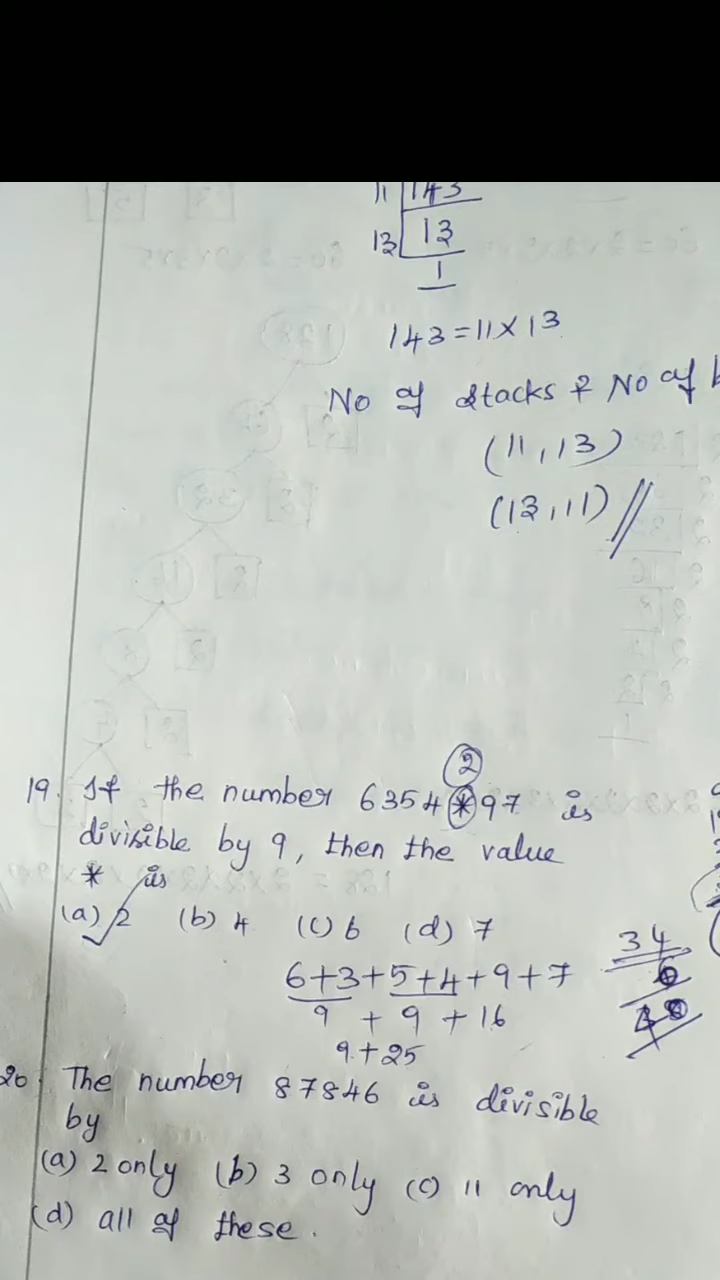 11 143
13 13
1
143 = 11 × 13
No of stacks & No of b
(11, 13)
(13, 11) //
2
19. If the number 6354*97 is
divisible by 9, then the value
* is
(a) 2 (b) 4 (c) 6 (d) 7
6+3+5+4+9+7
9 + 9 + 16
9+25
34
20. The number 87846 is divisible
by
(a) 2 only (b) 3 only (c) 11 only
(d) all of these.